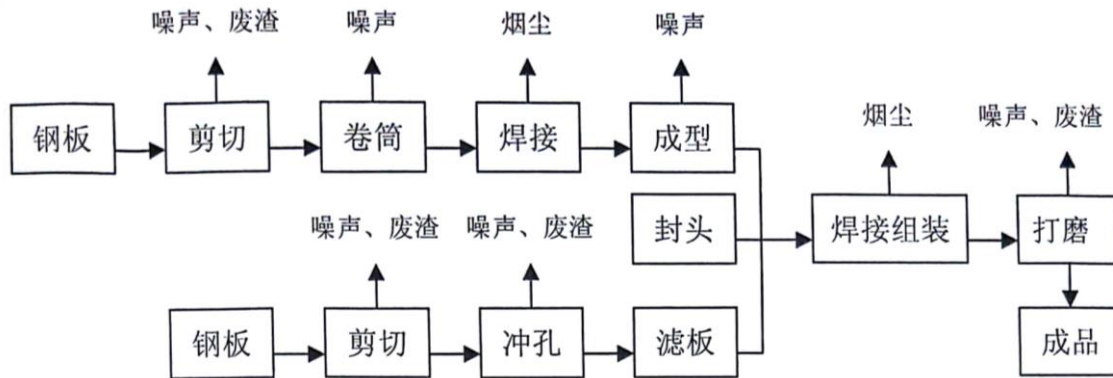 噪声、废渣 噪声 烟尘 噪声
钢板 剪切 卷筒 焊接 成型
烟尘 噪声、废渣
噪声、废渣 噪声、废渣
封头 焊接组装 打磨
钢板 剪切 冲孔 滤板 成品